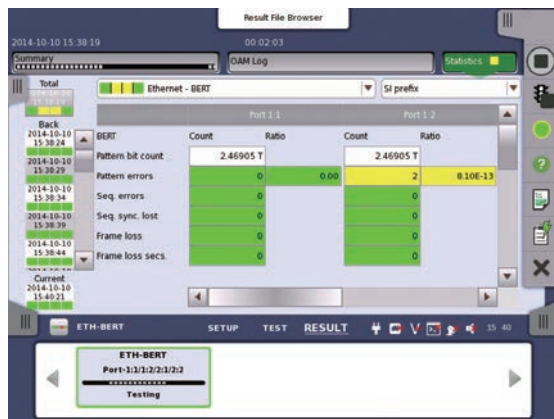 Result File Browser
2014-10-10 15:38:19 00:02:03
Summary OAM Log Statistics
Total
2014-10-10
15:38:19
Ethernet - BERT SI prefix
Port 1:1 Port 1:2
Back
2014-10-10
15:38:24
2014-10-10
15:38:29
2014-10-10
15:38:34
2014-10-10
15:38:39
2014-10-10
15:38:44
BERT Count Ratio Count Ratio
Pattern bit count 2.46905 T 2.46905 T
Pattern errors 0 0.00 2 8.10E-13
Seq. errors 0 0
Seq. sync. lost 0 0
Frame loss 0 0
Frame loss secs. 0 0
Current
2014-10-10
15:40:21
ETH-BERT SETUP TEST RESULT 15 40
ETH-BERT
Port-1:1/1:2/2:1/2:2
Testing